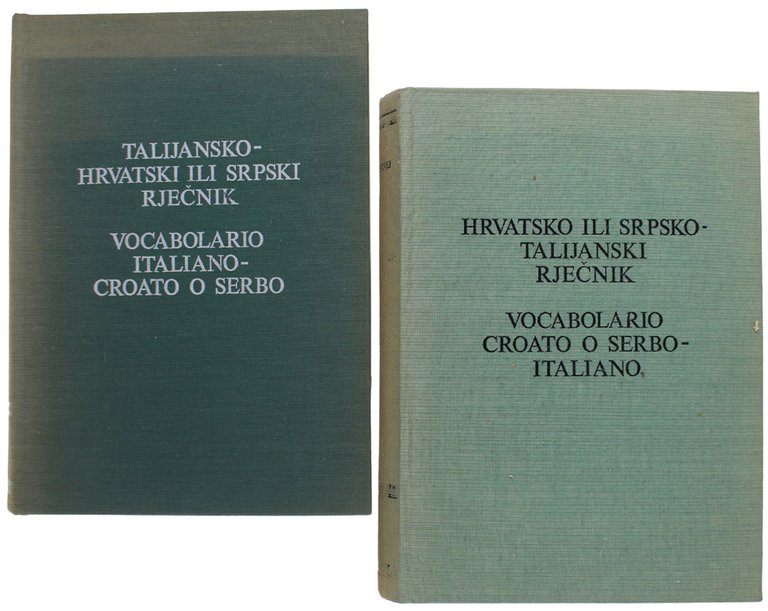 TALIJANSKO-
HRVATSKI ILI SRPSKI
RJEČNIK
VOCABOLARIO
ITALIANO-
CROATO O SERBO
HRVATSKO ILI SRPSKO-
TALIJANSKI
RJEČNIK
VOCABOLARIO
CROATO O SERBO-
ITALIANO